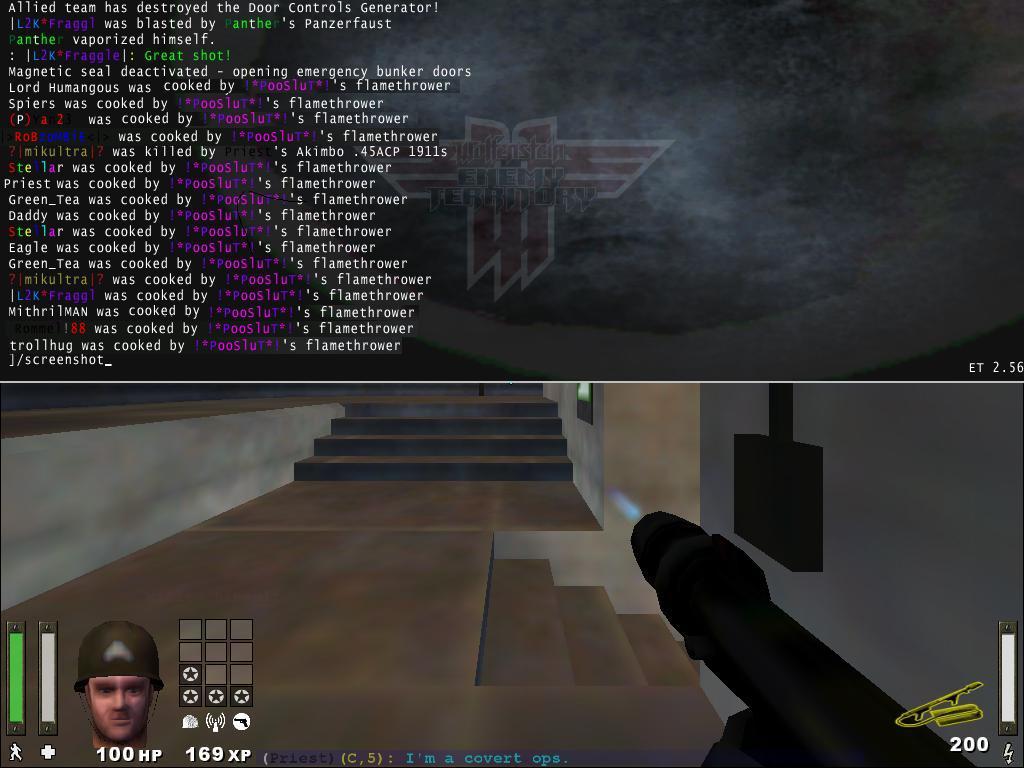 Allied team has destroyed the Door Controls Generator!
|L2K*Fraggl was blasted by Panther's Panzerfaust
Panther vaporized himself.
: |L2K*Fraggle|: Great shot!
Magnetic seal deactivated - opening emergency bunker doors
Lord Humangous was cooked by !*PooSluT*!'s flamethrower
Spiers was cooked by !*PooSluT*!'s flamethrower
was cooked by !*PooSluT*!'s flamethrower
|>RoBzoMBiE<|> was cooked by !*PooSluT*!'s flamethrower
?|mikultra|? was killed by Priest's Akimbo .45ACP 1911s
Stellar was cooked by !*PooSluT*!'s flamethrower
Priest was cooked by !*PooSluT*!'s flamethrower
Green_Tea was cooked by !*PooSluT*!'s flamethrower
Daddy was cooked by !*PooSluT*!'s flamethrower
Stellar was cooked by !*PooSluT*!'s flamethrower
Eagle was cooked by !*PooSluT*!'s flamethrower
Green_Tea was cooked by !*PooSluT*!'s flamethrower
?|mikultra|? was cooked by !*PooSluT*!'s flamethrower
|L2K*Fraggl was cooked by !*PooSluT*!'s flamethrower
MithrilMAN was cooked by !*PooSluT*!'s flamethrower
Rommel!88 was cooked by !*PooSluT*!'s flamethrower
trollhug was cooked by !*PooSluT*!'s flamethrower
]/screenshot_
Wolfenstein
ENEMY
TERRITORY
ET 2.56
100 HP 169 XP (Priest)(C,5): I'm a covert ops.
200